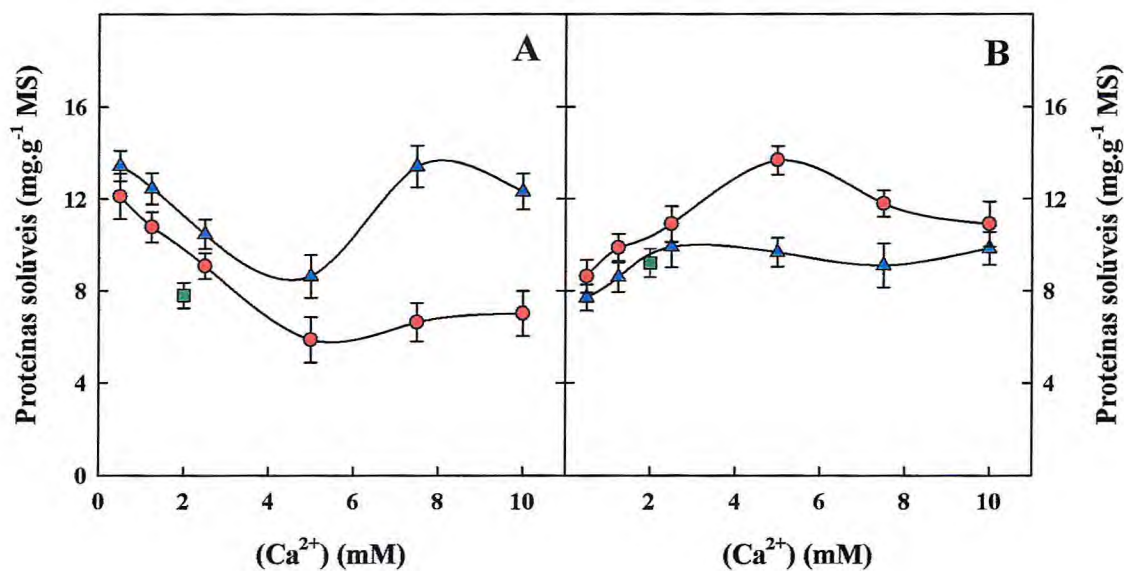 A
B
Proteínas solúveis (mg.g⁻¹ MS)
16
12
8
4
0
0 2 4 6 8 10
(Ca²⁺) (mM)
2 4 6 8 10
(Ca²⁺) (mM)
16
12
8
4
Proteínas solúveis (mg.g⁻¹ MS)